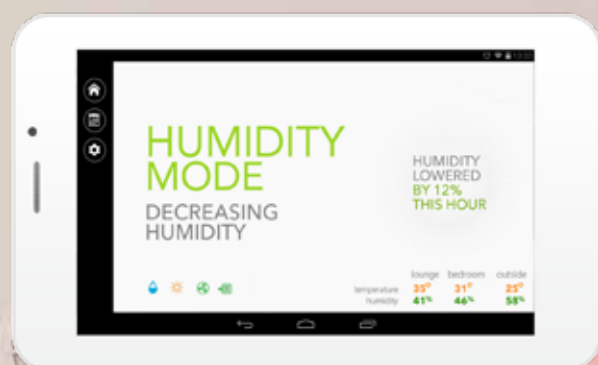 HUMIDITY
MODE
DECREASING
HUMIDITY
HUMIDITY
LOWERED
BY 12%
THIS HOUR
lounge bedroom outside
temperature 35° 31° 25°
humidity 41% 46% 58%